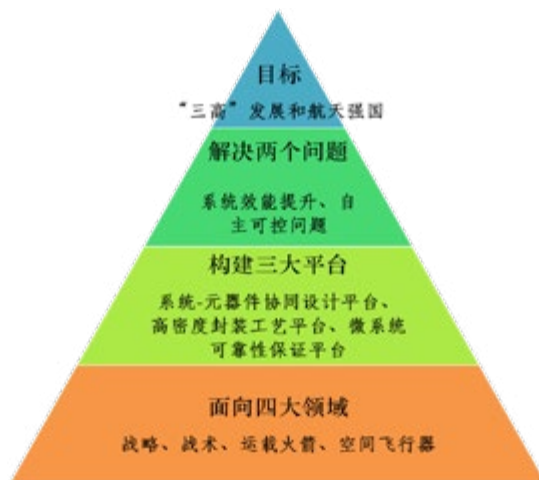 目标
“三高”发展和航天强国
解决两个问题
系统效能提升、自
主可控问题
构建三大平台
系统-元器件协同设计平台、
高密度封装工艺平台、微系统
可靠性保证平台
面向四大领域
战略、战术、运载火箭、空间飞行器